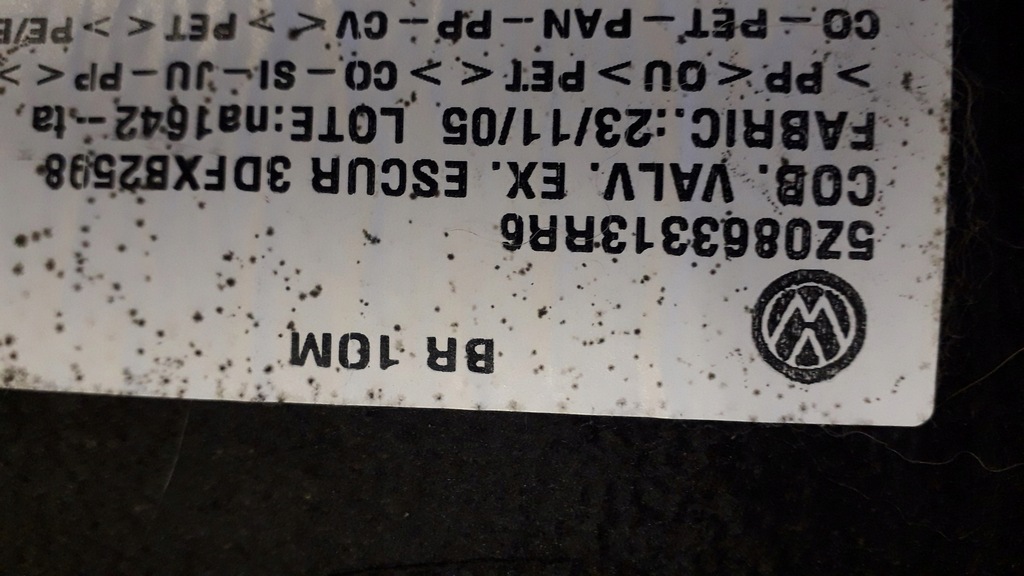 BR 10M
5Z0863313RR6
COB. VALV. EX. ESCUR 3DFXB2598
FABRIC.:23/11/05 LOTE:na1642--ta
> PP < OU > PET < > CO - SI - JU - PP < >
CO - PET - PAN - PP - CV < > PET < > PE/E